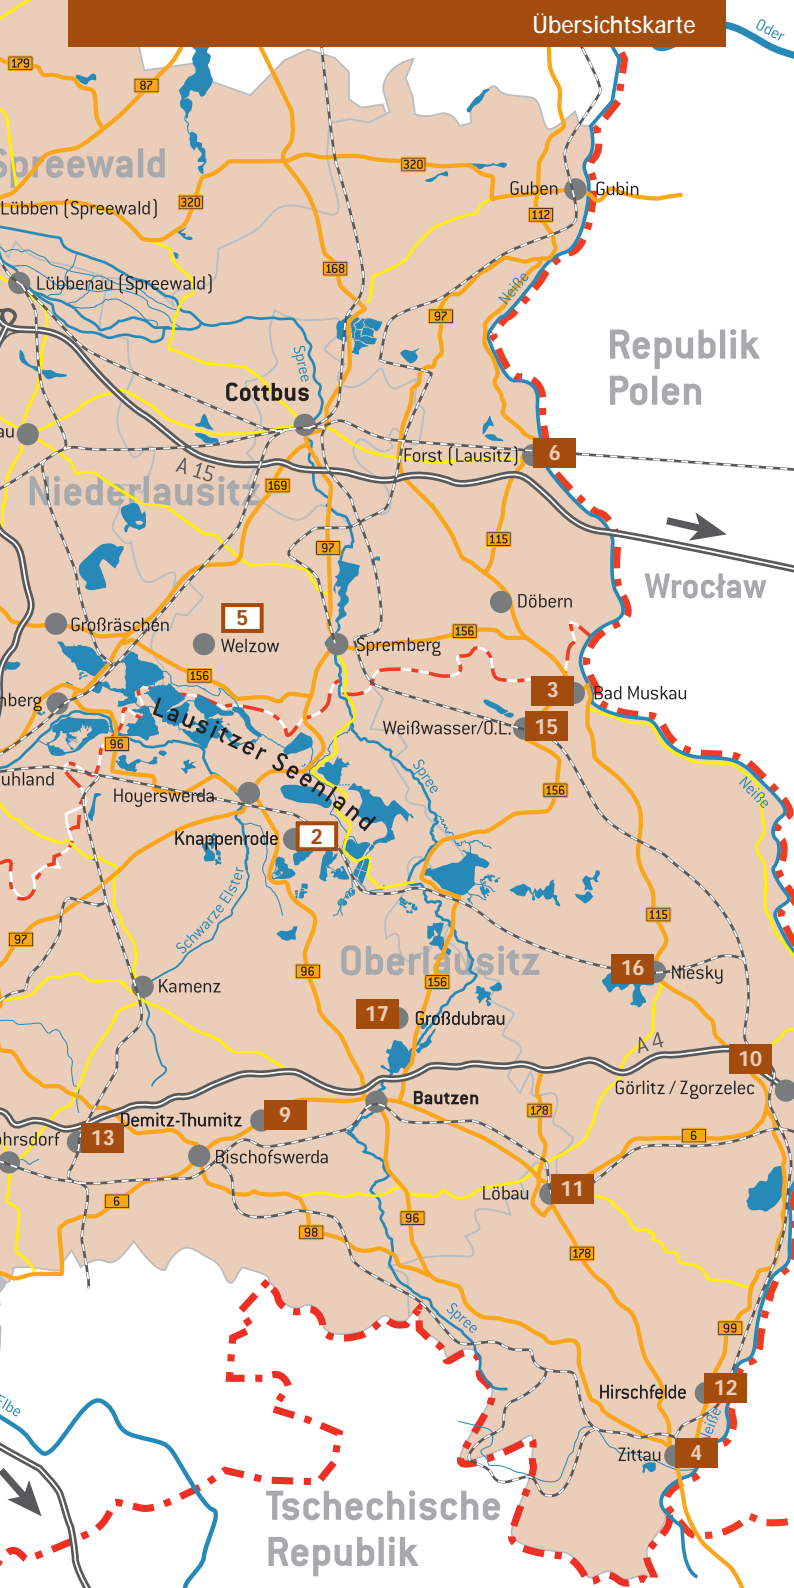 Übersichtskarte
Oder
179
87
Spreewald
320
320
Guben
Gubin
Lübben (Spreewald)
112
168
Lübbenau (Spreewald)
Neiße
97
Republik
Polen
Spree
Cottbus
au
Forst (Lausitz)
6
A 15
Niederlausitz
169
115
97
Wrocław
Döbern
5
Großräschen
Welzow
156
Spremberg
156
3
Bad Muskau
nberg
Lausitzer Seenland
Weißwasser/O.L.
15
96
uhland
Hoyerswerda
Spree
156
Neiße
Knappenrode
2
Schwarze Elster
115
97
Oberlausitz
96
156
16
Niesky
Kamenz
17
Großdubrau
A 4
10
Görlitz / Zgorzelec
Bautzen
178
Demitz-Thumitz
9
6
ohrsdorf
13
Bischofswerda
Löbau
11
6
98
96
178
Spree
99
Hirschfelde
12
Elbe
Neiße
Zittau
4
Tschechische
Republik